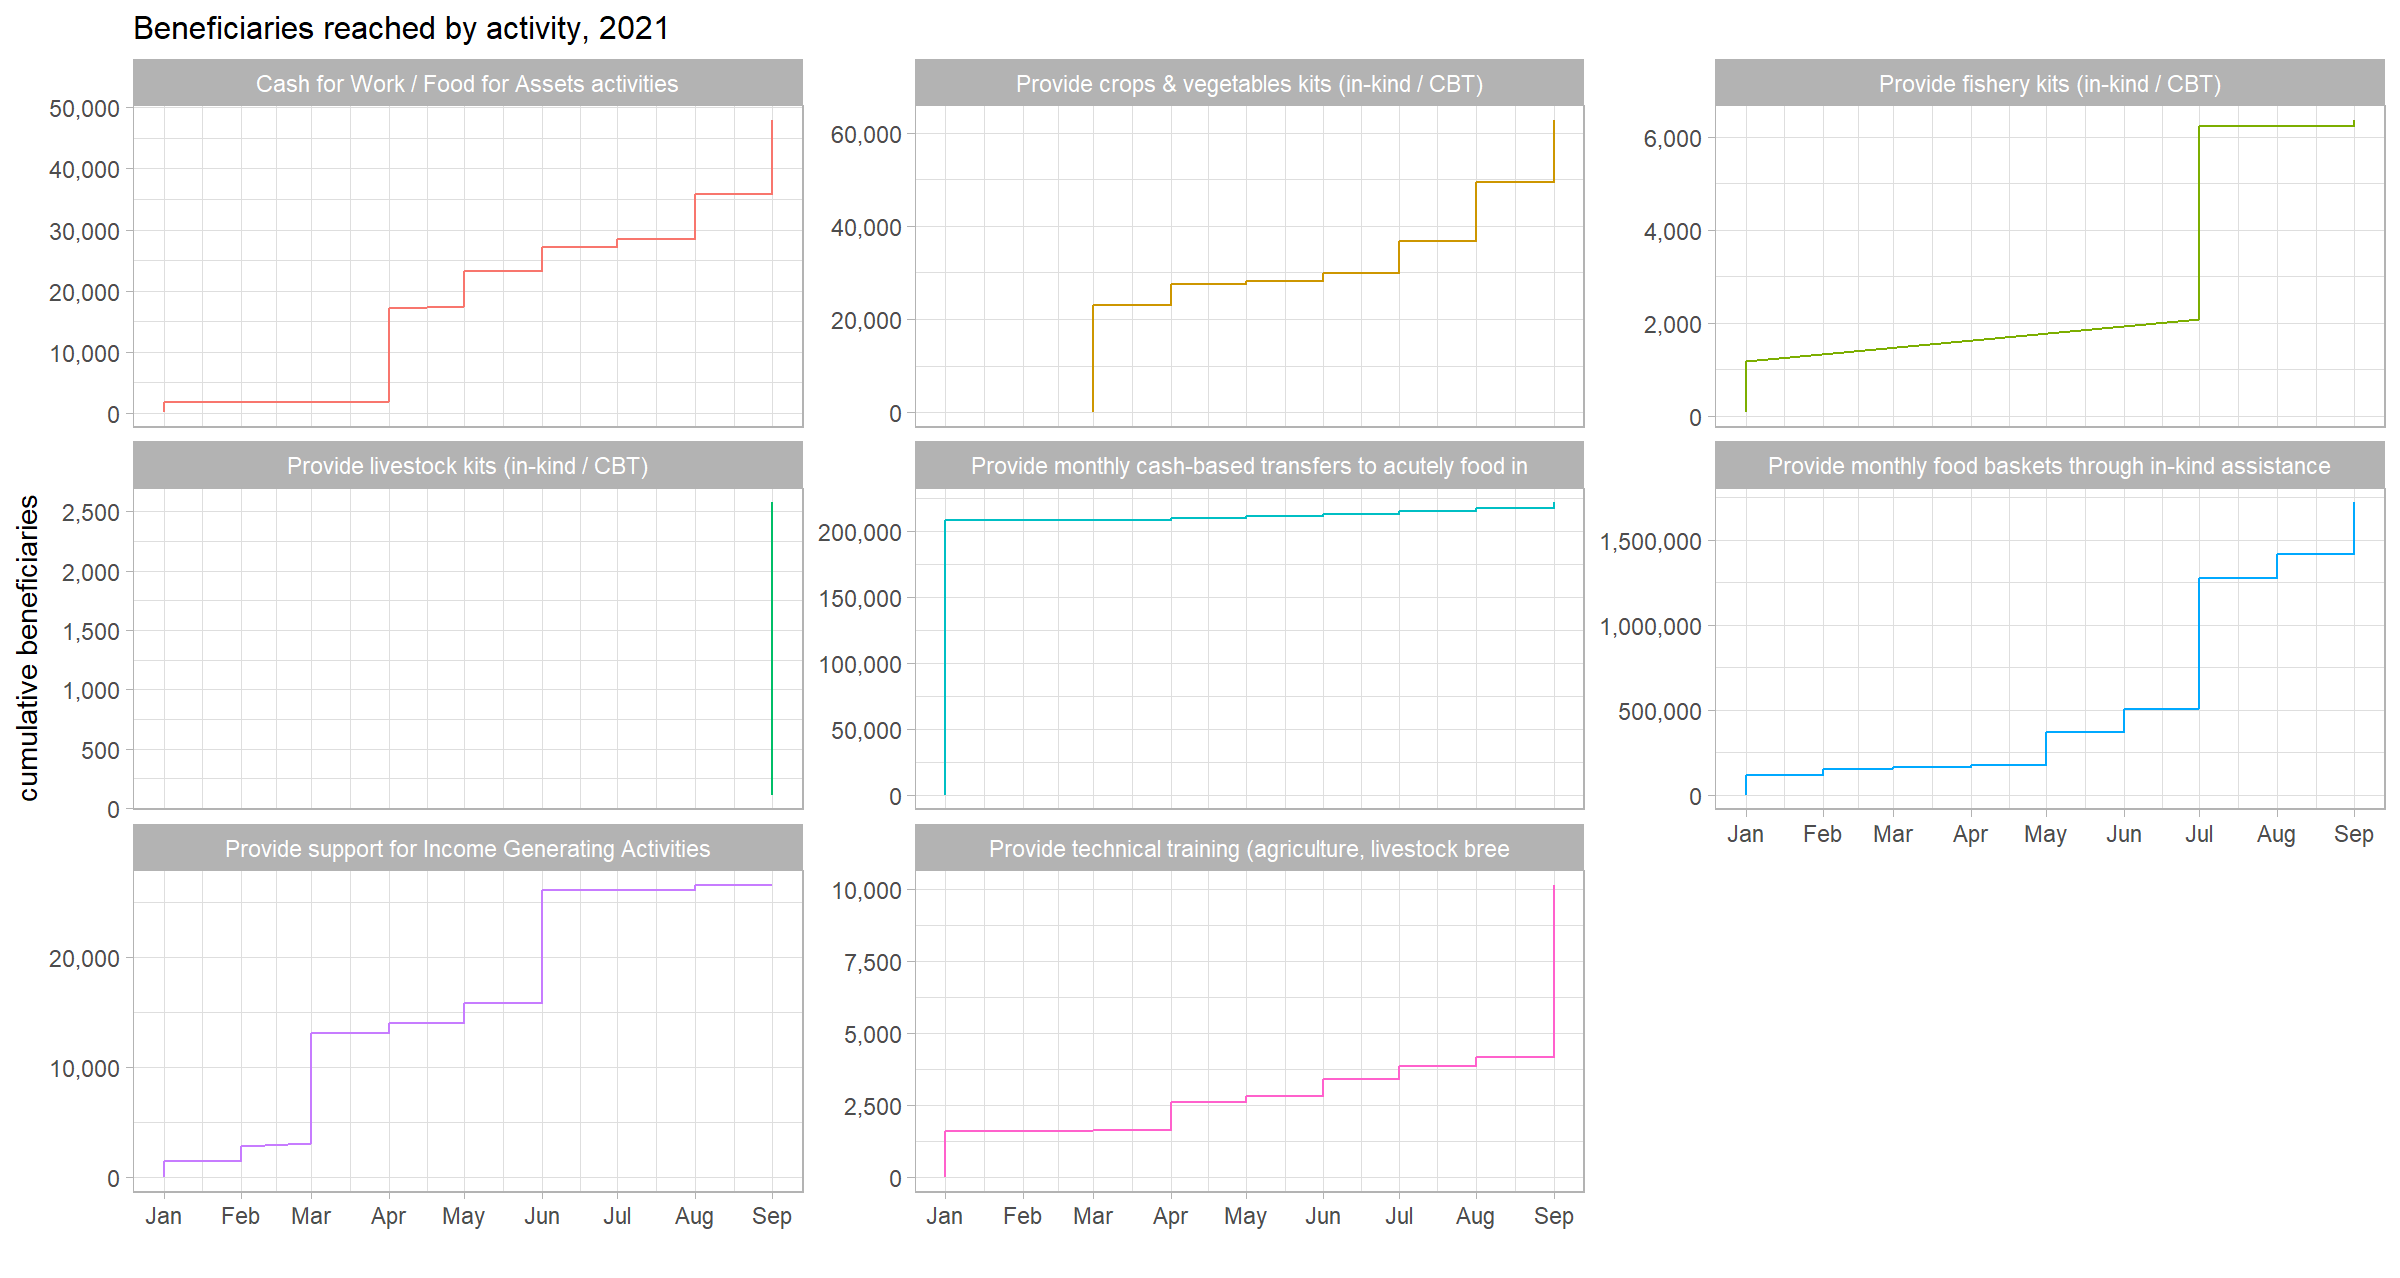 Beneficiaries reached by activity, 2021
Cash for Work / Food for Assets activities
50,000
40,000
30,000
20,000
10,000
0
Provide crops & vegetables kits (in-kind / CBT)
60,000
40,000
20,000
0
Provide fishery kits (in-kind / CBT)
6,000
4,000
2,000
0
cumulative beneficiaries
Provide livestock kits (in-kind / CBT)
2,500
2,000
1,500
1,000
500
0
Provide monthly cash-based transfers to acutely food in
200,000
150,000
100,000
50,000
0
Provide monthly food baskets through in-kind assistance
1,500,000
1,000,000
500,000
0
Jan Feb Mar Apr May Jun Jul Aug Sep
Provide support for Income Generating Activities
20,000
10,000
0
Jan Feb Mar Apr May Jun Jul Aug Sep
Provide technical training (agriculture, livestock bree
10,000
7,500
5,000
2,500
0
Jan Feb Mar Apr May Jun Jul Aug Sep